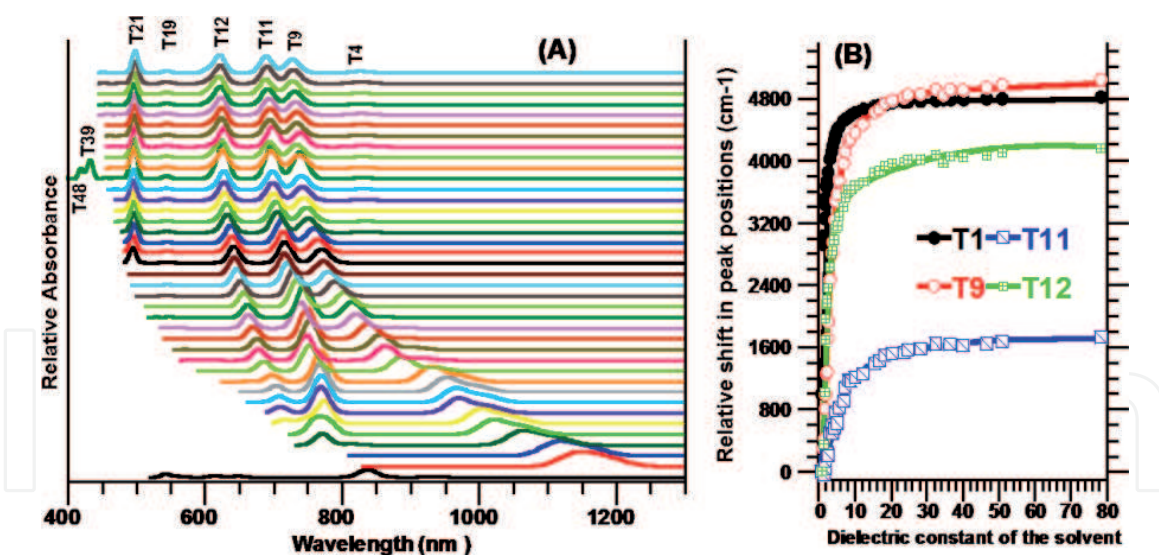 T21 T19 T12 T11 T9 T4
(A)
T39
T48
Relative Absorbance
400 600 800 1000 1200
Wavelength (nm )
(B)
Relative shift in peak positions (cm-1)
4800
4000
3200
2400
1600
800
0
T1 T11
T9 T12
0 10 20 30 40 50 60 70 80
Dielectric constant of the solvent